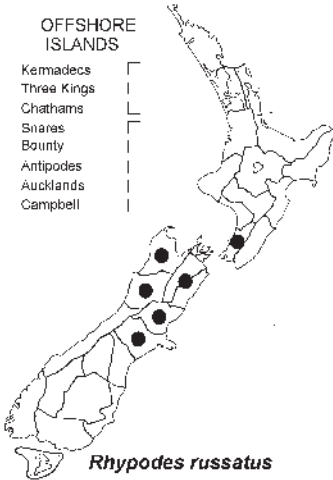 OFFSHORE
ISLANDS
Kermadecs
Three Kings
Chathams
Snares
Bounty
Antipodes
Aucklands
Campbell
Rhypodes russatus